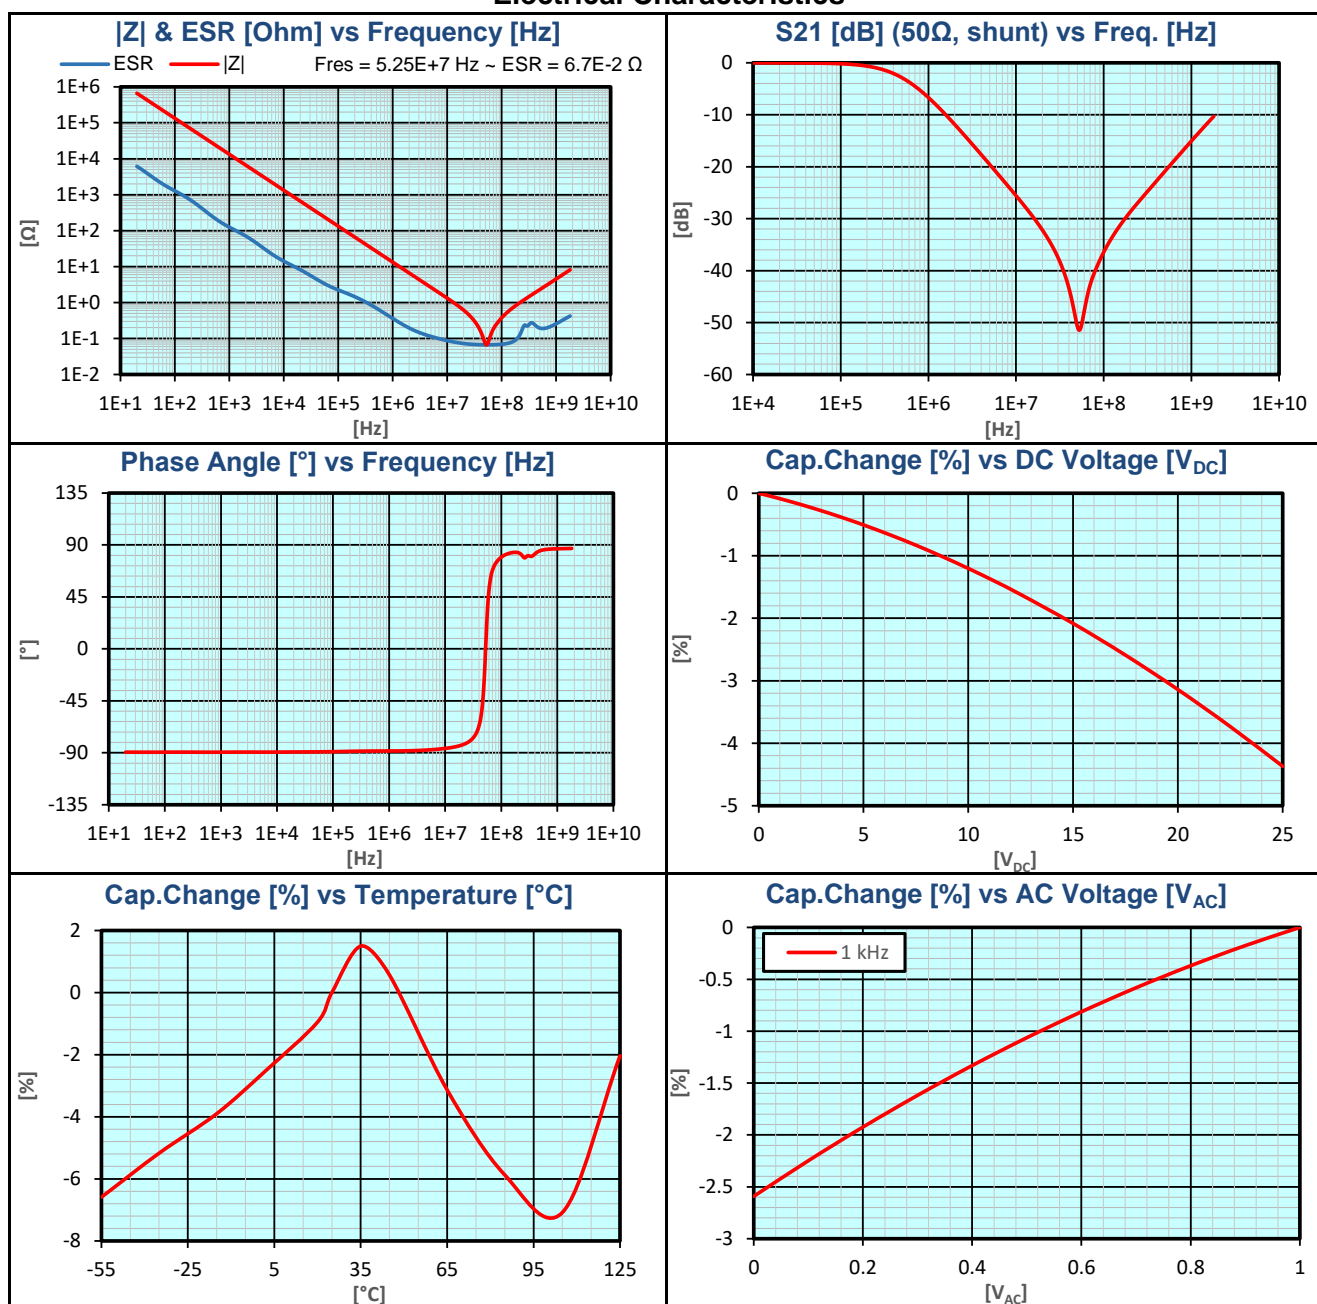 Electrical Characteristics
|Z| & ESR [Ohm] vs Frequency [Hz]
ESR |Z| Fres = 5.25E+7 Hz ~ ESR = 6.7E-2 Ω
1E+6
1E+5
1E+4
1E+3
1E+2
1E+1
1E+0
1E-1
1E-2
[Ω]
1E+1 1E+2 1E+3 1E+4 1E+5 1E+6 1E+7 1E+8 1E+9 1E+10
[Hz]
S21 [dB] (50Ω, shunt) vs Freq. [Hz]
0
-10
-20
-30
-40
-50
-60
[dB]
1E+4 1E+5 1E+6 1E+7 1E+8 1E+9 1E+10
[Hz]
Phase Angle [°] vs Frequency [Hz]
135
90
45
0
-45
-90
-135
[°]
1E+1 1E+2 1E+3 1E+4 1E+5 1E+6 1E+7 1E+8 1E+9 1E+10
[Hz]
Cap.Change [%] vs DC Voltage [VDC]
0
-1
-2
-3
-4
-5
[%]
0 5 10 15 20 25
[VDC]
Cap.Change [%] vs Temperature [°C]
2
0
-2
-4
-6
-8
[%]
-55 -25 5 35 65 95 125
[°C]
Cap.Change [%] vs AC Voltage [VAC]
1 kHz
0
-0.5
-1
-1.5
-2
-2.5
-3
[%]
0 0.2 0.4 0.6 0.8 1
[VAC]